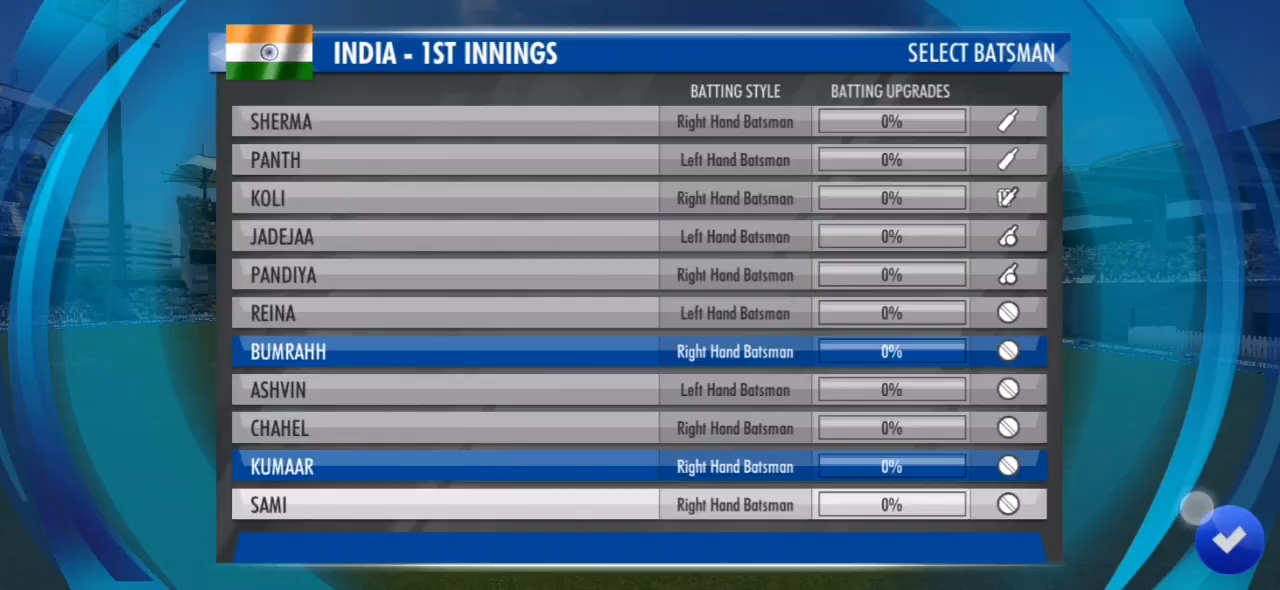 INDIA - 1ST INNINGS SELECT BATSMAN
BATTING STYLE BATTING UPGRADES
SHERMA Right Hand Batsman 0%
PANTH Left Hand Batsman 0%
KOLI Right Hand Batsman 0%
JADEJAA Left Hand Batsman 0%
PANDIYA Right Hand Batsman 0%
REINA Left Hand Batsman 0%
BUMRAHH Right Hand Batsman 0%
ASHVIN Left Hand Batsman 0%
CHAHEL Right Hand Batsman 0%
KUMAAR Right Hand Batsman 0%
SAMI Right Hand Batsman 0%